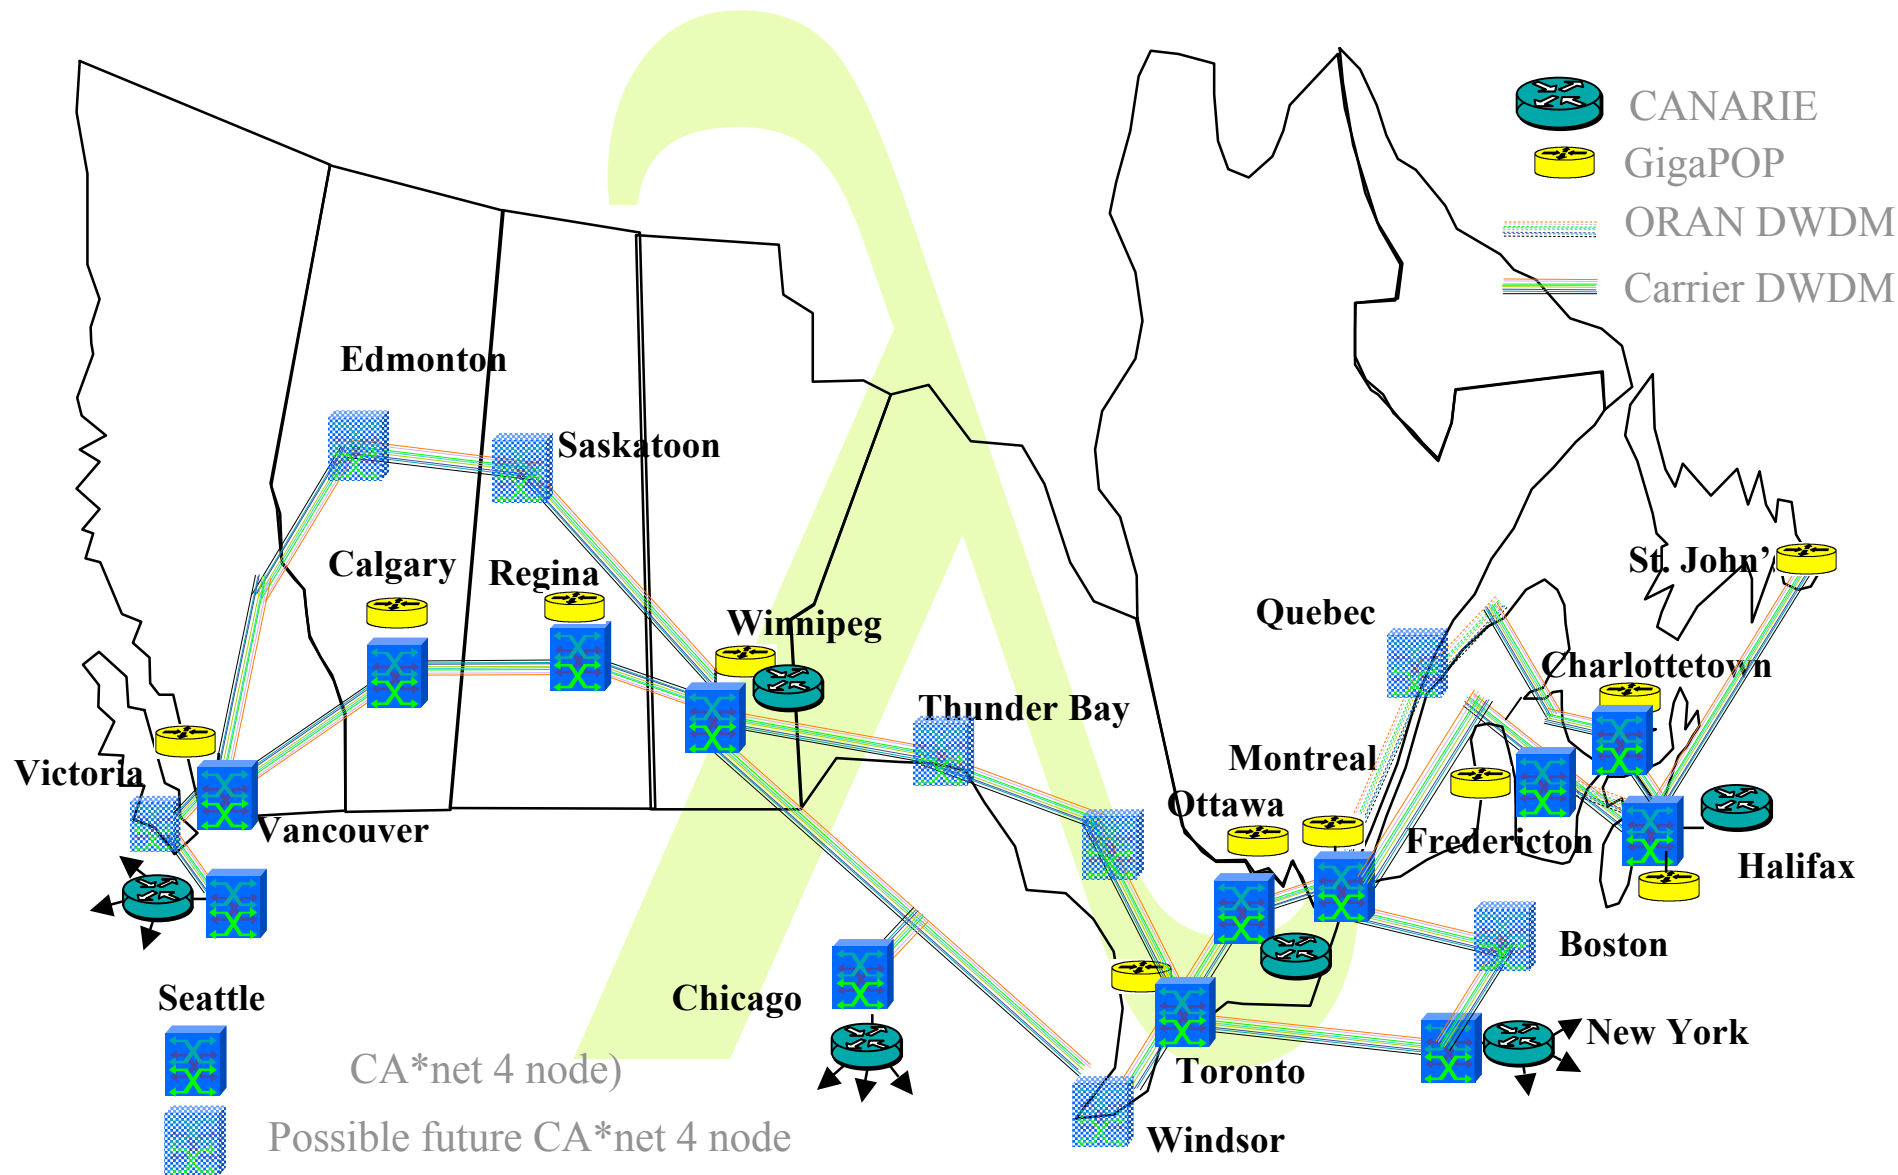 CANARIE
GigaPOP
ORAN DWDM
Carrier DWDM
Edmonton
Saskatoon
Calgary
Regina
Winnipeg
St. John'
Quebec
Charlottetown
Thunder Bay
Montreal
Victoria
Ottawa
Vancouver
Fredericton
Halifax
Boston
Seattle
Chicago
New York
Toronto
CA*net 4 node)
Possible future CA*net 4 node
Windsor